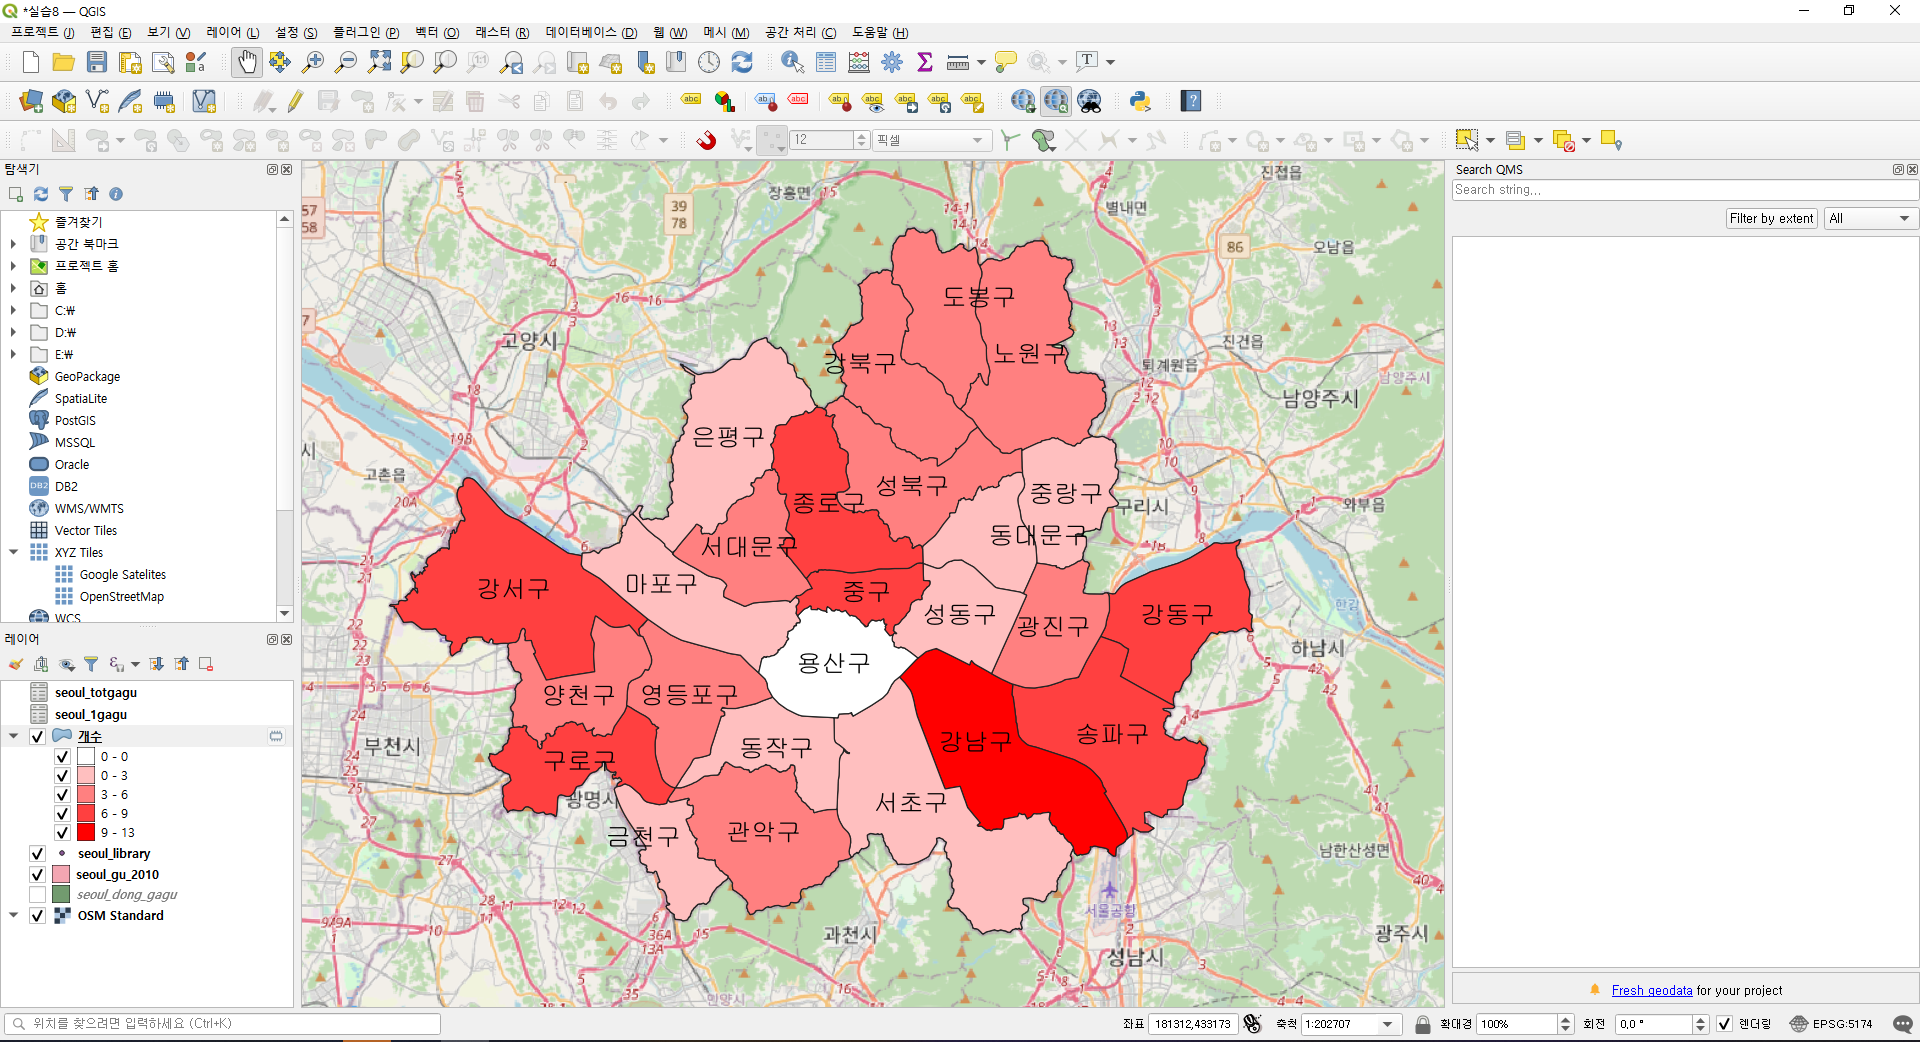 *실습8 — QGIS
프로젝트 (J) 편집 (E) 보기 (V) 레이어 (L) 설정 (S) 플러그인 (P) 벡터 (O) 래스터 (R) 데이터베이스 (D) 웹 (W) 메시 (M) 공간 처리 (C) 도움말 (H)
12 픽셀
탐색기
즐겨찾기
공간 북마크
프로젝트 홈
홈
C:₩
D:₩
E:₩
GeoPackage
SpatiaLite
PostGIS
MSSQL
Oracle
DB2
WMS/WMTS
Vector Tiles
XYZ Tiles
Google Satelites
OpenStreetMap
WCS
레이어
seoul_totgagu
seoul_1gagu
개수
0 - 0
0 - 3
3 - 6
6 - 9
9 - 13
seoul_library
seoul_gu_2010
seoul_dong_gagu
OSM Standard
장흥면
별내면
진접읍
오남읍
39
78
57
58
86
고양시
진건읍
퇴계원읍
남양주시
남양주시
와부읍
고촌읍
구리시
하남시
한강
부천시
광명시
과천시
안양시
서울공항
성남시
남한산성면
광주시
도봉구
강북구
노원구
은평구
성북구
종로구
중랑구
동대문구
서대문구
강서구
마포구
중구
성동구
광진구
강동구
용산구
양천구
영등포구
구로구
동작구
강남구
송파구
서초구
금천구
관악구
Search QMS
Search string...
Filter by extent All
Fresh geodata for your project
위치를 찾으려면 입력하세요 (Ctrl+K)
좌표 181312,433173 축척 1:202707 확대경 100% 회전 0,0 ° 렌더링 EPSG:5174